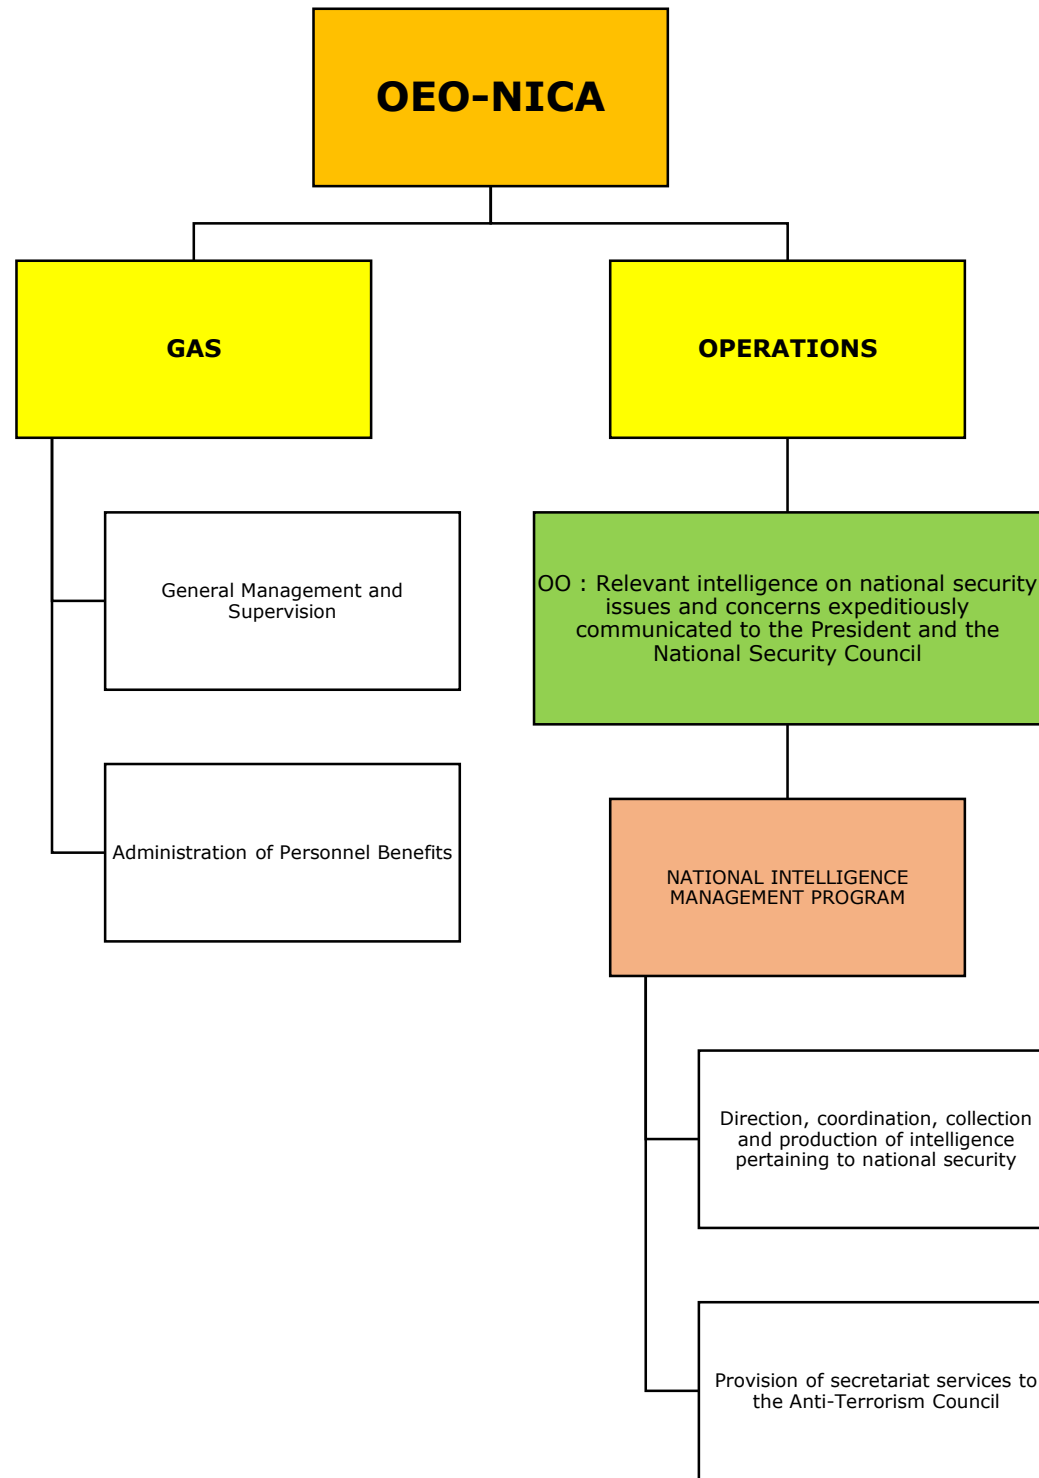 OEO-NICA
GAS
OPERATIONS
General Management and
Supervision
OO : Relevant intelligence on national security
issues and concerns expeditiously
communicated to the President and the
National Security Council
Administration of Personnel Benefits
NATIONAL INTELLIGENCE
MANAGEMENT PROGRAM
Direction, coordination, collection
and production of intelligence
pertaining to national security
Provision of secretariat services to
the Anti-Terrorism Council